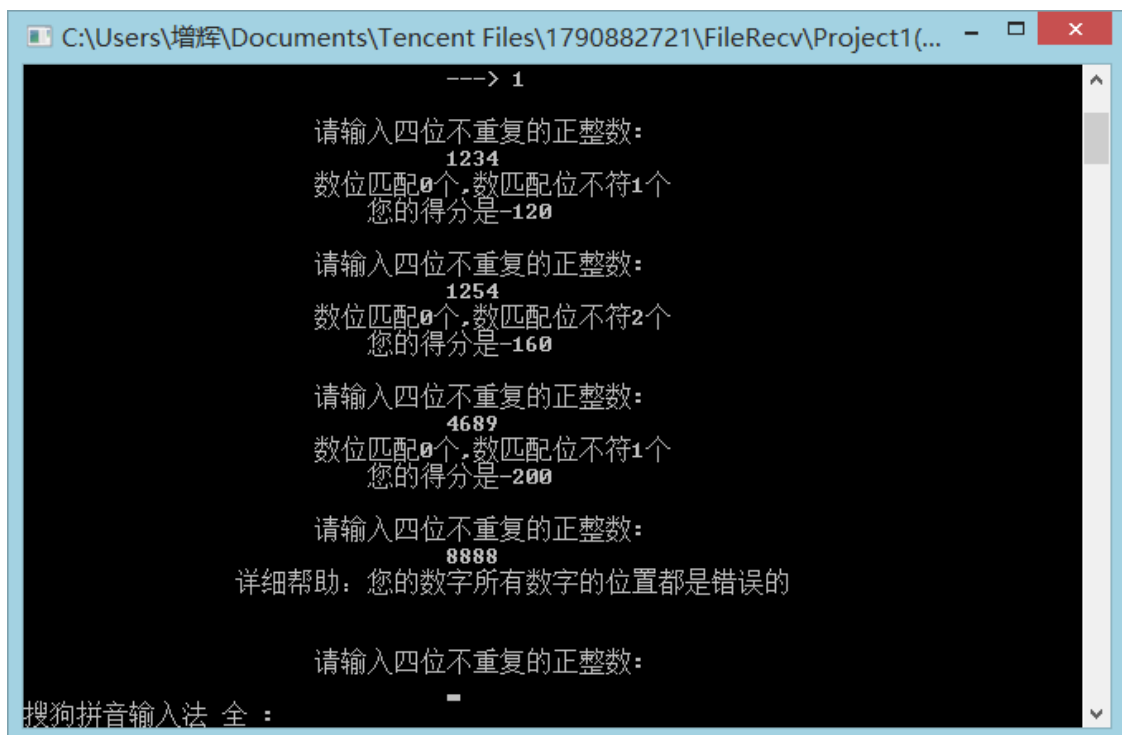 C:\Users\增辉\Documents\Tencent Files\1790882721\FileRecv\Project1(...
---> 1
请输入四位不重复的正整数:
1234
数位匹配0个,数匹配位不符1个
您的得分是-120
请输入四位不重复的正整数:
1254
数位匹配0个,数匹配位不符2个
您的得分是-160
请输入四位不重复的正整数:
4689
数位匹配0个,数匹配位不符1个
您的得分是-200
请输入四位不重复的正整数:
8888
详细帮助：您的数字所有数字的位置都是错误的
请输入四位不重复的正整数:
搜狗拼音输入法 全 :